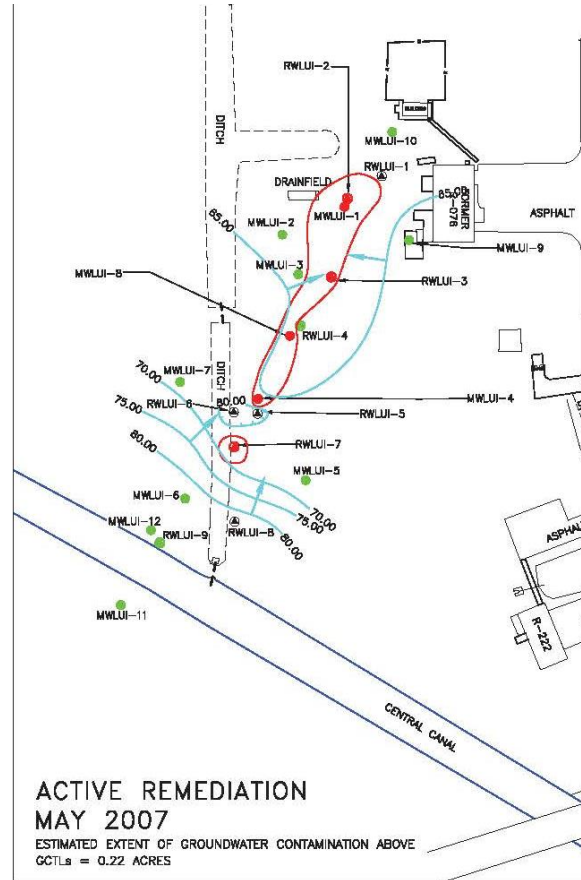 RWLUI-2
DITCH
MWLUI-10
RWLUI-1
DRAINFIELD
85.00
FORMER
-076
ASPHALT
MWLUI-1
85.00
MWLUI-2
MWLUI-9
MWLUI-3
MWLUI-8
RWLUI-3
RWLUI-4
DITCH
MWLUI-7
70.00
80.00
MWLUI-4
RWLUI-6
75.00
RWLUI-5
80.00
RWLUI-7
MWLUI-5
MWLUI-6
70.00
75.00
80.00
MWLUI-12
RWLUI-9
RWLUI-8
ASPHALT
MWLUI-11
R-222
CENTRAL CANAL
ACTIVE REMEDIATION
MAY 2007
ESTIMATED EXTENT OF GROUNDWATER CONTAMINATION ABOVE
GCTLs = 0.22 ACRES